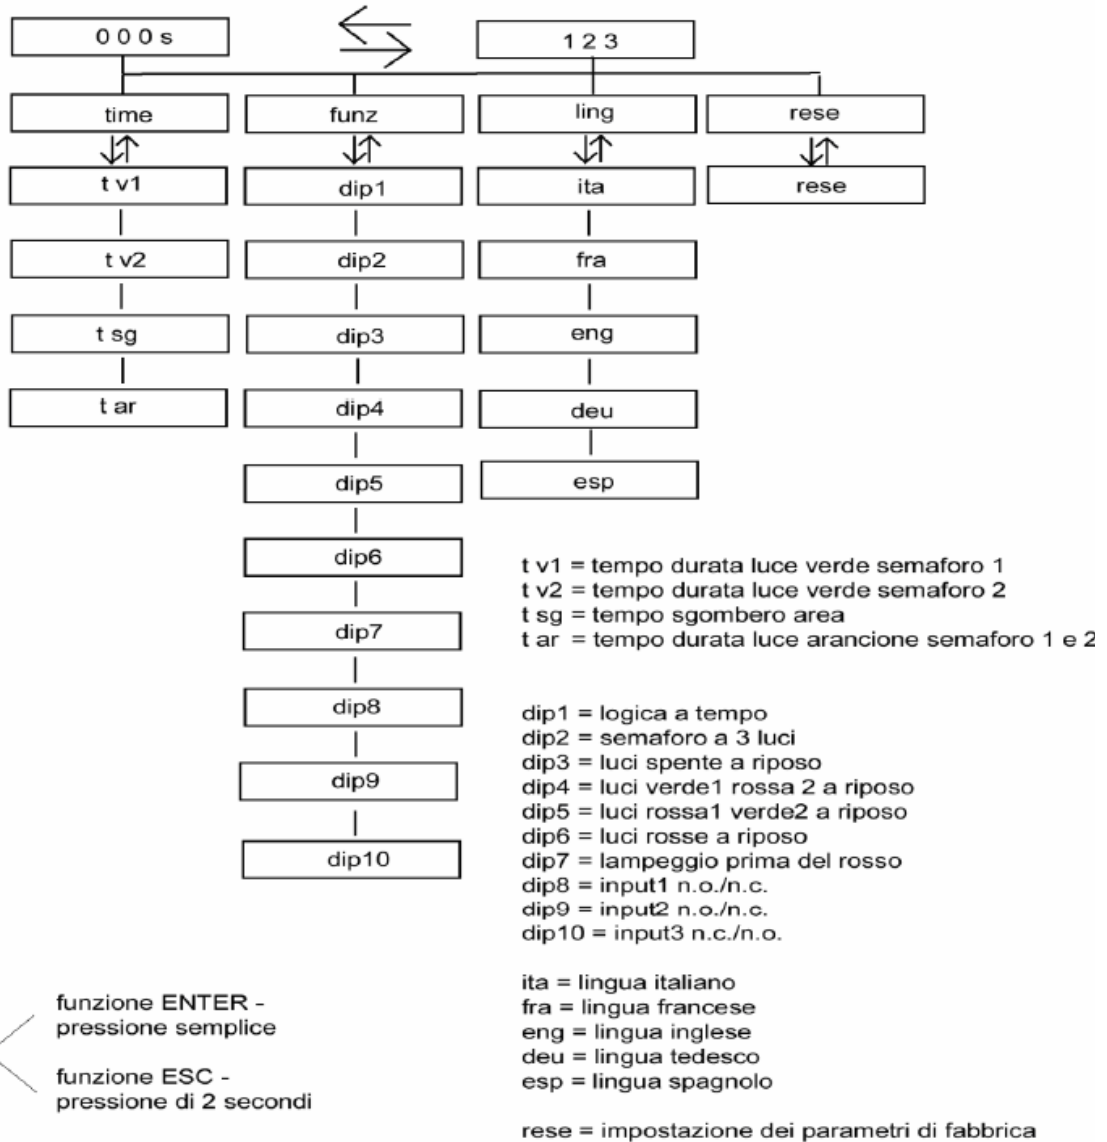 0 0 0 s
1 2 3
time
funz
ling
rese
t v1
dip1
ita
rese
t v2
dip2
fra
t sg
dip3
eng
t ar
dip4
deu
dip5
esp
dip6
dip7
dip8
dip9
dip10
t v1 = tempo durata luce verde semaforo 1
t v2 = tempo durata luce verde semaforo 2
t sg = tempo sgombero area
t ar = tempo durata luce arancione semaforo 1 e 2
dip1 = logica a tempo
dip2 = semaforo a 3 luci
dip3 = luci spente a riposo
dip4 = luci verde1 rossa 2 a riposo
dip5 = luci rossa1 verde2 a riposo
dip6 = luci rosse a riposo
dip7 = lampeggio prima del rosso
dip8 = input1 n.o./n.c.
dip9 = input2 n.o./n.c.
dip10 = input3 n.c./n.o.
ita = lingua italiano
fra = lingua francese
eng = lingua inglese
deu = lingua tedesco
esp = lingua spagnolo
rese = impostazione dei parametri di fabbrica
funzione ENTER -
pressione semplice
funzione ESC -
pressione di 2 secondi